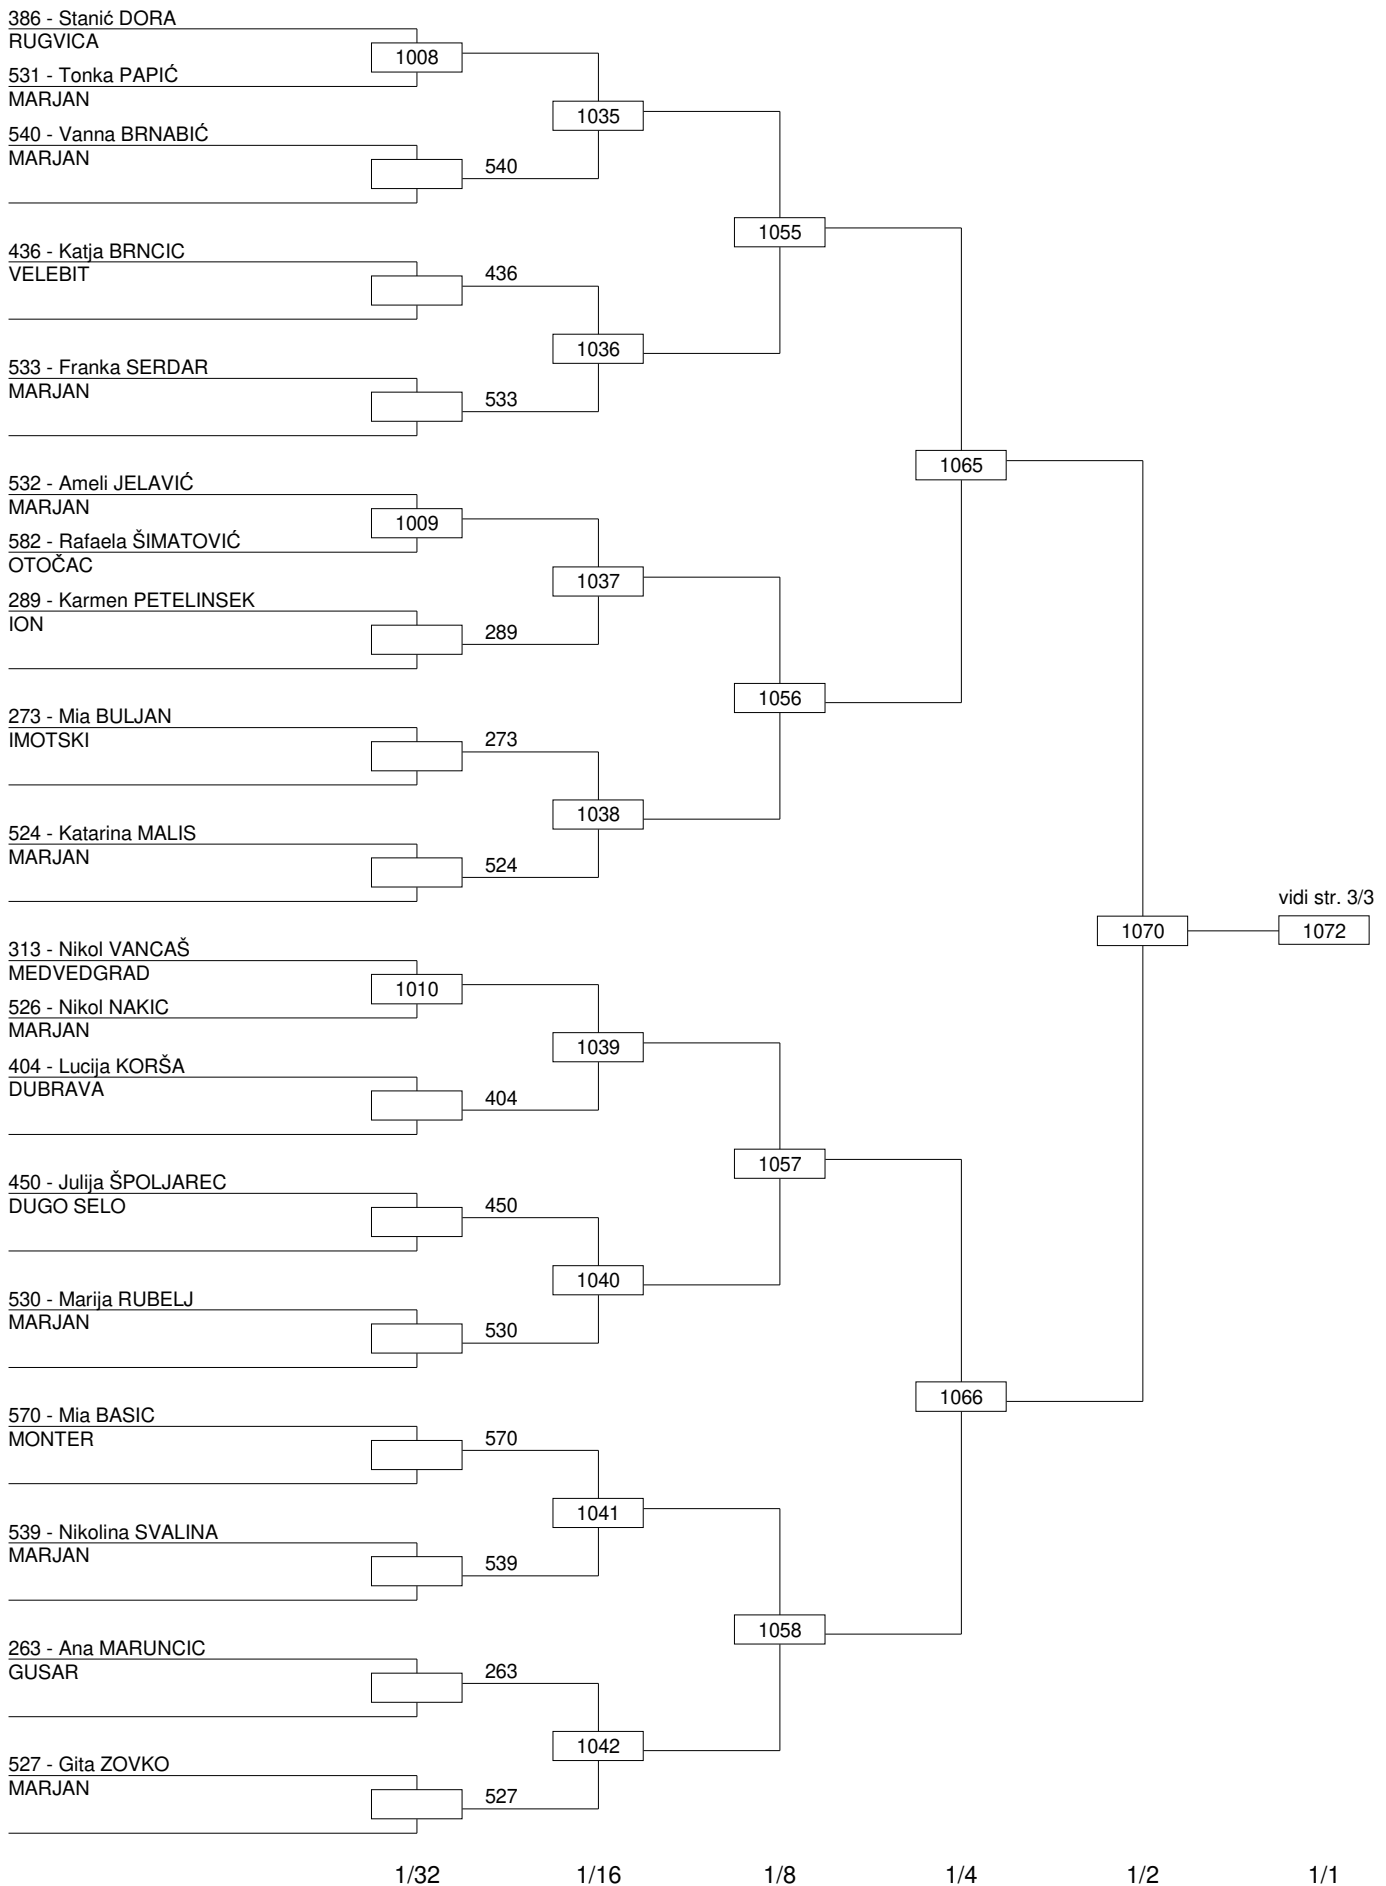 386 - Stanić DORA
RUGVICA
1008
531 - Tonka PAPIĆ
MARJAN
1035
540 - Vanna BRNABIĆ
MARJAN
540
1055
436 - Katja BRNCIC
VELEBIT
436
1036
533 - Franka SERDAR
MARJAN
533
1065
532 - Ameli JELAVIĆ
MARJAN
1009
582 - Rafaela ŠIMATOVIĆ
OTOČAC
1037
289 - Karmen PETELINSEK
ION
289
1056
273 - Mia BULJAN
IMOTSKI
273
1038
524 - Katarina MALIS
MARJAN
524
vidi str. 3/3
1070
1072
313 - Nikol VANCAŠ
MEDVEDGRAD
1010
526 - Nikol NAKIC
MARJAN
1039
404 - Lucija KORŠA
DUBRAVA
404
1057
450 - Julija ŠPOLJAREC
DUGO SELO
450
1040
530 - Marija RUBELJ
MARJAN
530
1066
570 - Mia BASIC
MONTER
570
1041
539 - Nikolina SVALINA
MARJAN
539
1058
263 - Ana MARUNCIC
GUSAR
263
1042
527 - Gita ZOVKO
MARJAN
527
1/32 1/16 1/8 1/4 1/2 1/1